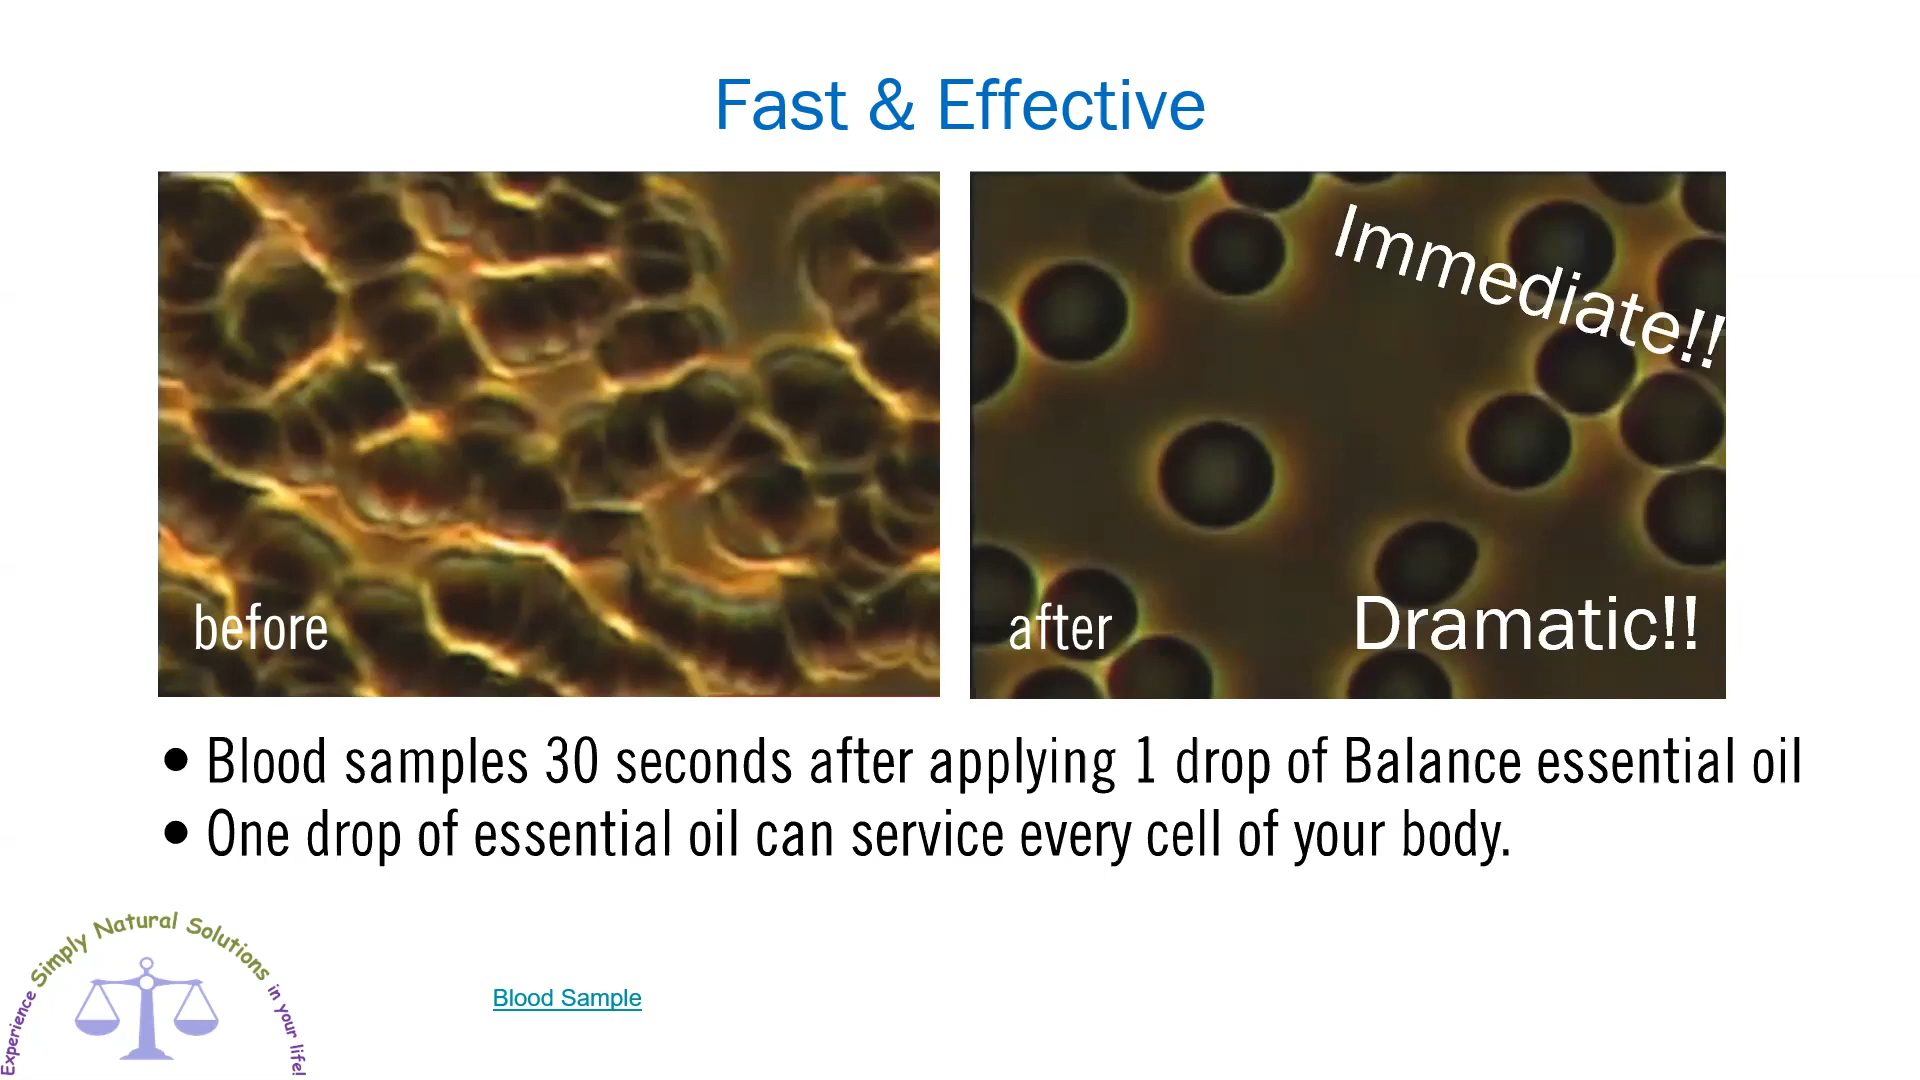 Fast & Effective
Immediate!!
before
after
Dramatic!!
• Blood samples 30 seconds after applying 1 drop of Balance essential oil
• One drop of essential oil can service every cell of your body.
Experience Simply Natural Solutions in your life!
Blood Sample